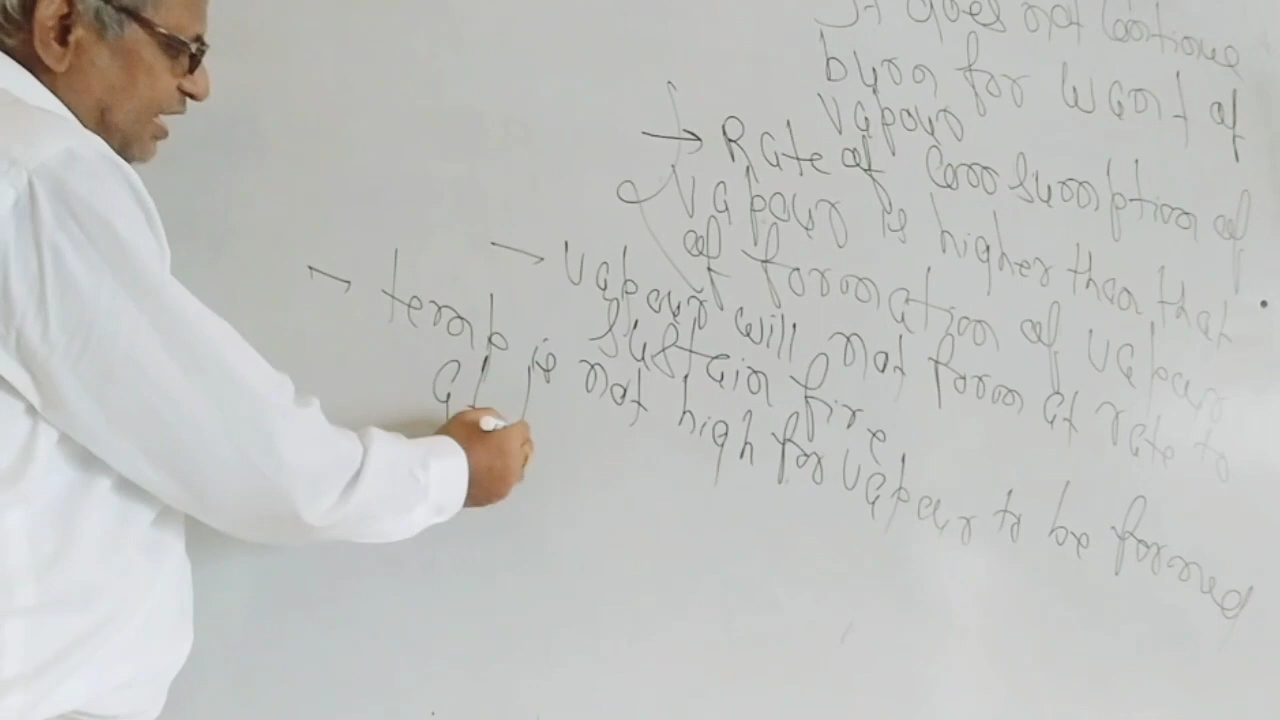 It does not Continue
burn for want of
vapour
→ Rate of Consumption of
vapour is higher than that
of formation of vapour
→ vapour will not form at rate to
sustain fire
→ temp is not high for vapour to be formed
at